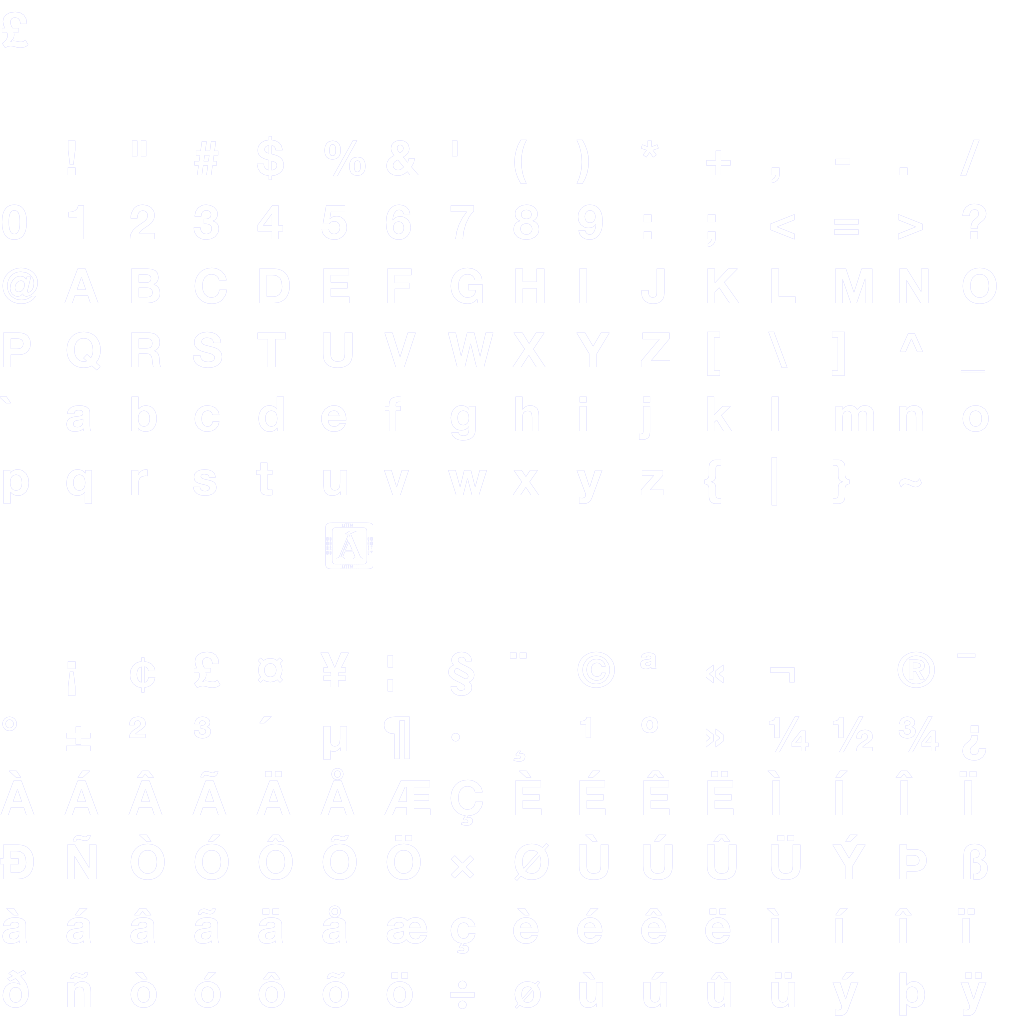 £
! " # $ % & ' ( ) * + , - . /
0 1 2 3 4 5 6 7 8 9 : ; < = > ?
@ A B C D E F G H I J K L M N O
P Q R S T U V W X Y Z [ \ ] ^ _
` a b c d e f g h i j k l m n o
p q r s t u v w x y z { | } ~
Á
¡ ¢ £ ¤ ¥ ¦ § ¨ © ª « ¬ ® ¯
° ± ² ³ ´ µ ¶ · ¸ ¹ º » ¼ ½ ¾ ¿
À Á Â Ã Ä Å Æ Ç È É Ê Ë Ì Í Î Ï
Ð Ñ Ò Ó Ô Õ Ö × Ø Ù Ú Û Ü Ý Þ ß
à á â ã ä å æ ç è é ê ë ì í î ï
ð ñ ò ó ô õ ö ÷ ø ù ú û ü ý þ ÿ